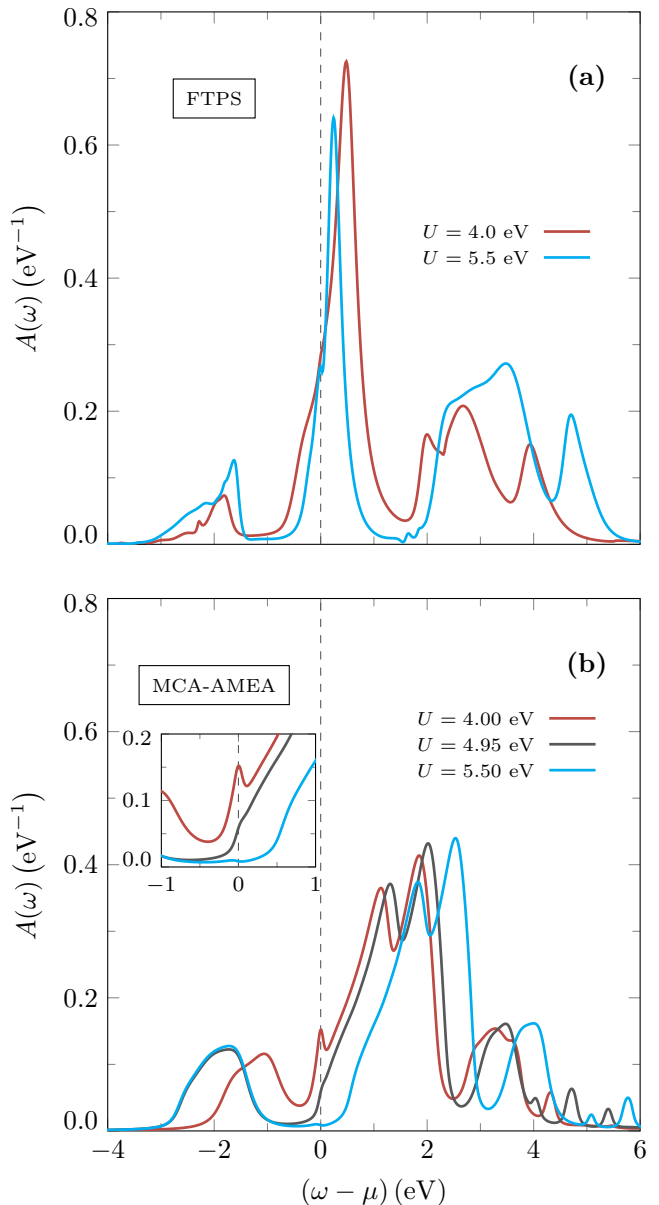 0.8
(a)
FTPS
0.6
A(ω) (eV⁻¹)
U = 4.0 eV
U = 5.5 eV
0.4
0.2
0.0
0.8
(b)
MCA-AMEA
0.6
U = 4.00 eV
U = 4.95 eV
U = 5.50 eV
0.2
0.1
0.0
−1 0 1
A(ω) (eV⁻¹)
0.4
0.2
0.0
−4 −2 0 2 4 6
(ω − μ) (eV)